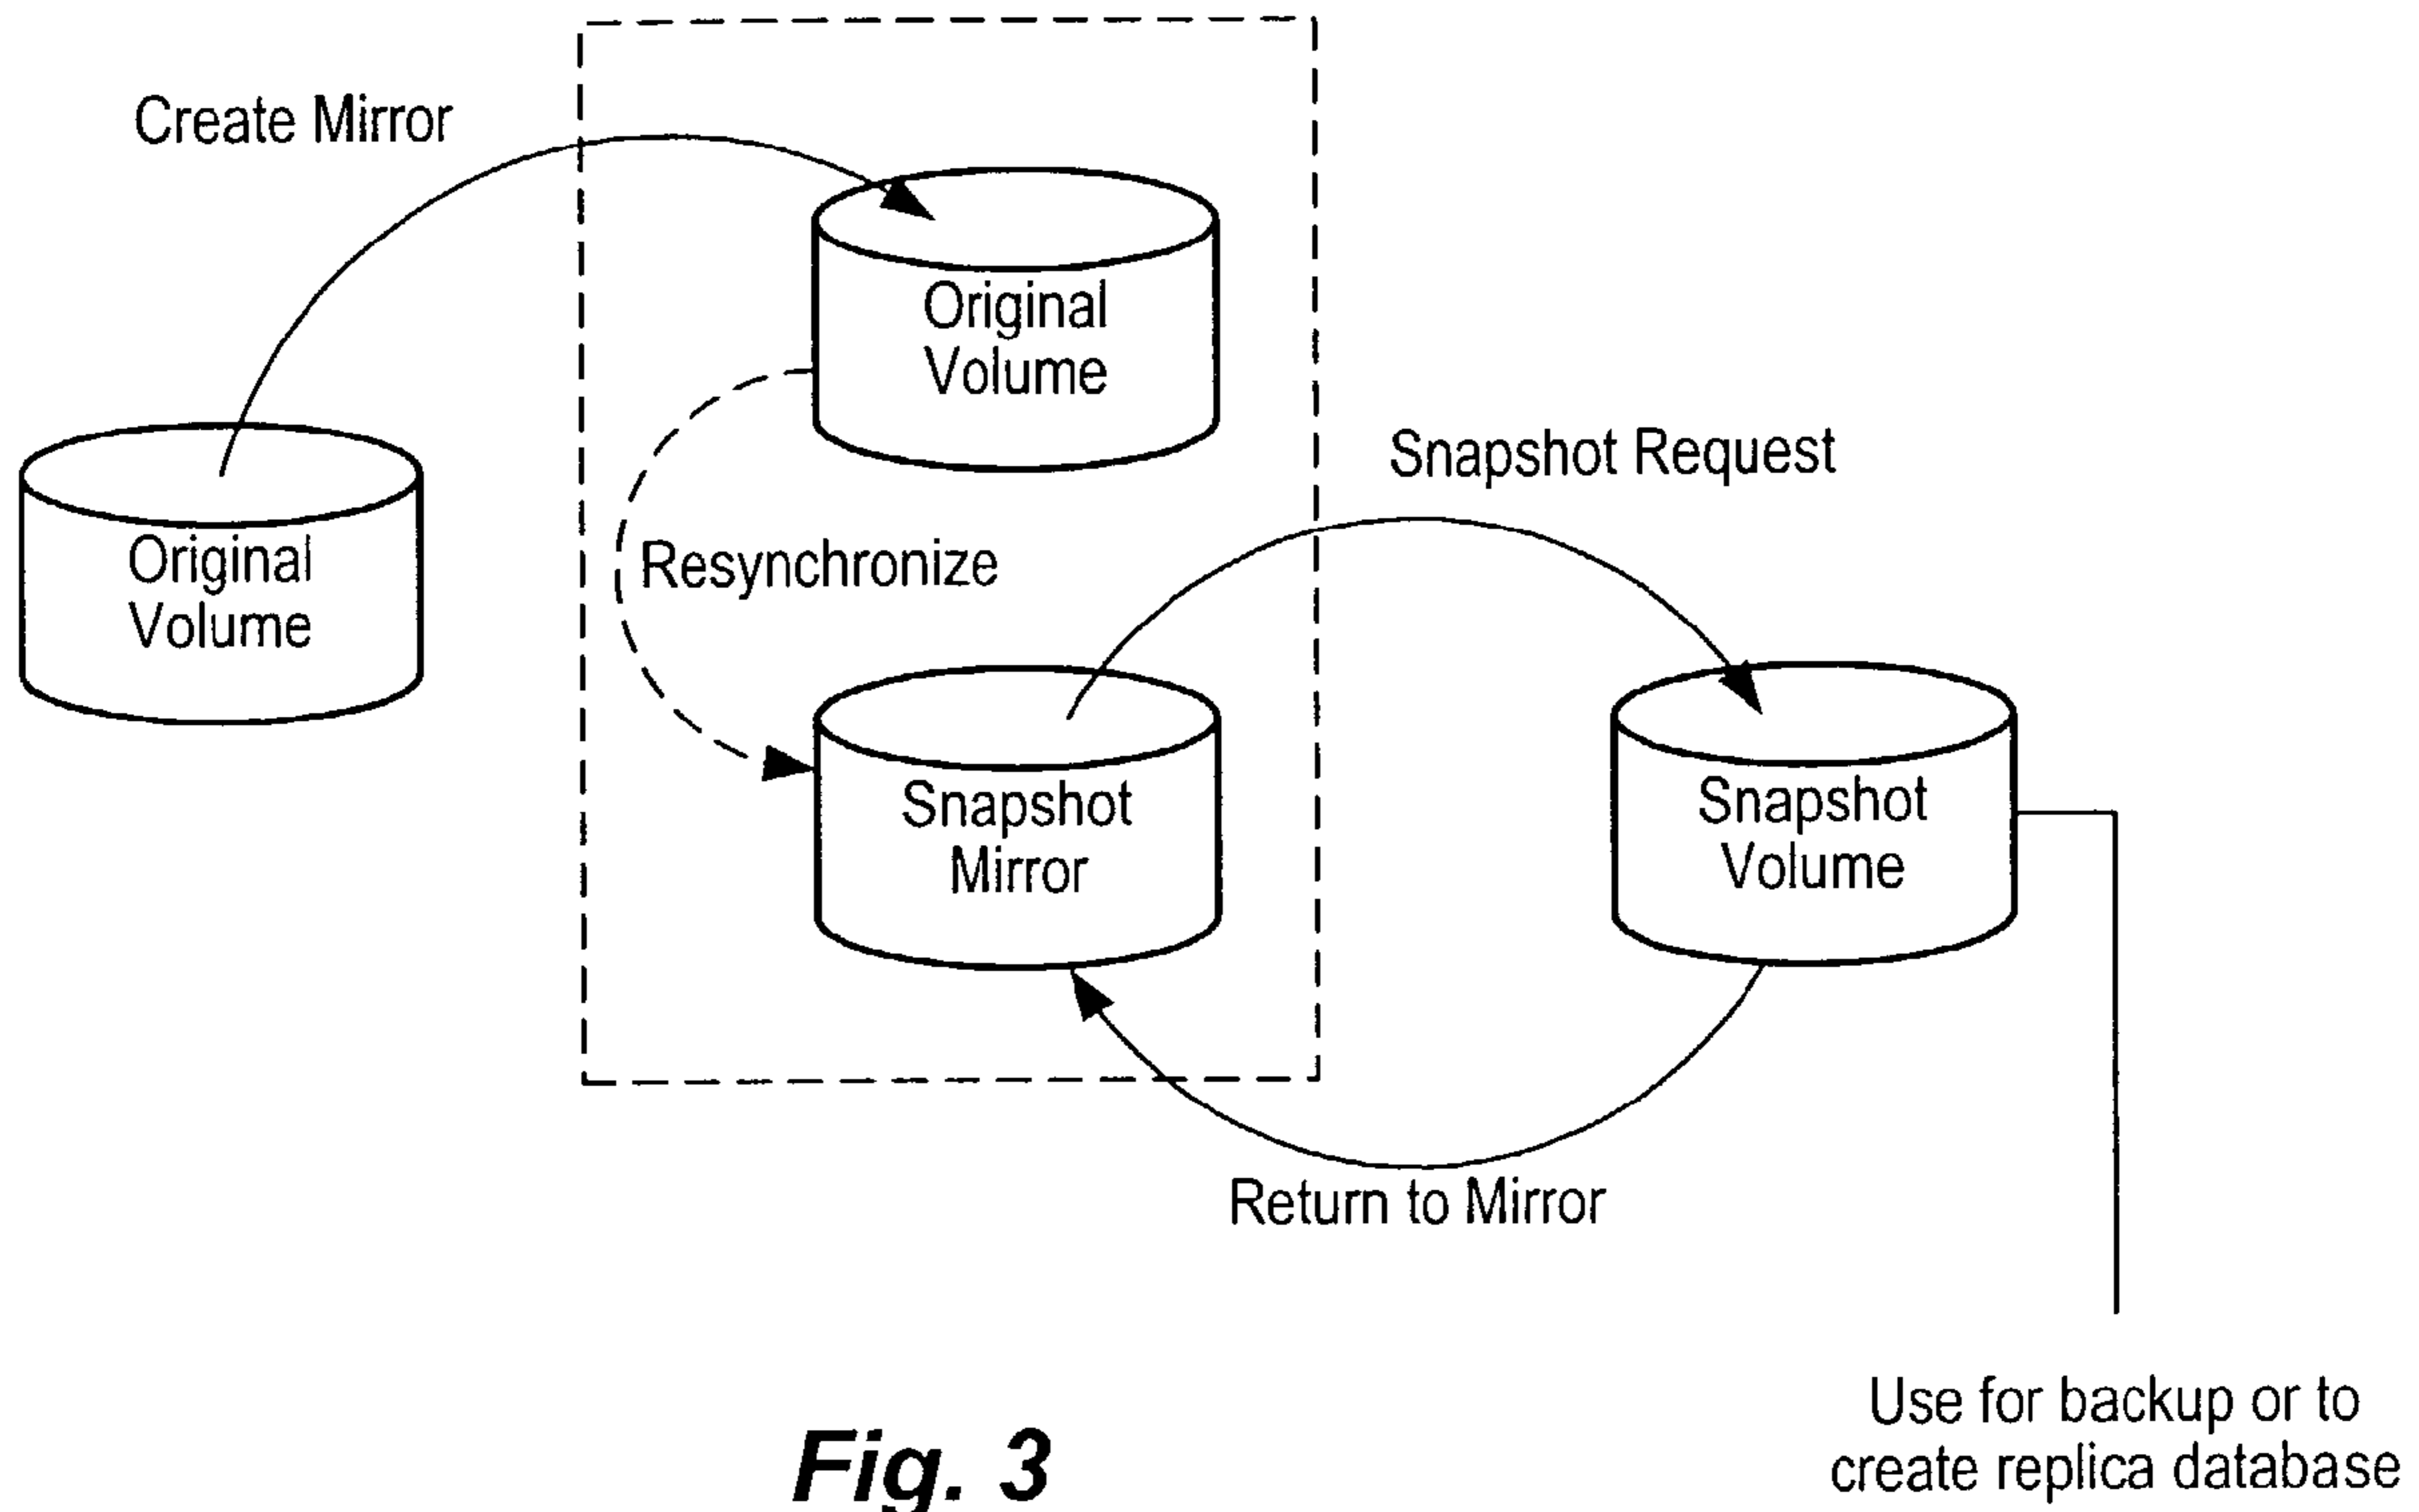 Create Mirror
Original
Volume
Original
Volume
Snapshot Request
Resynchronize
Snapshot
Mirror
Snapshot
Volume
Return to Mirror
Use for backup or to
create replica database
Fig. 3